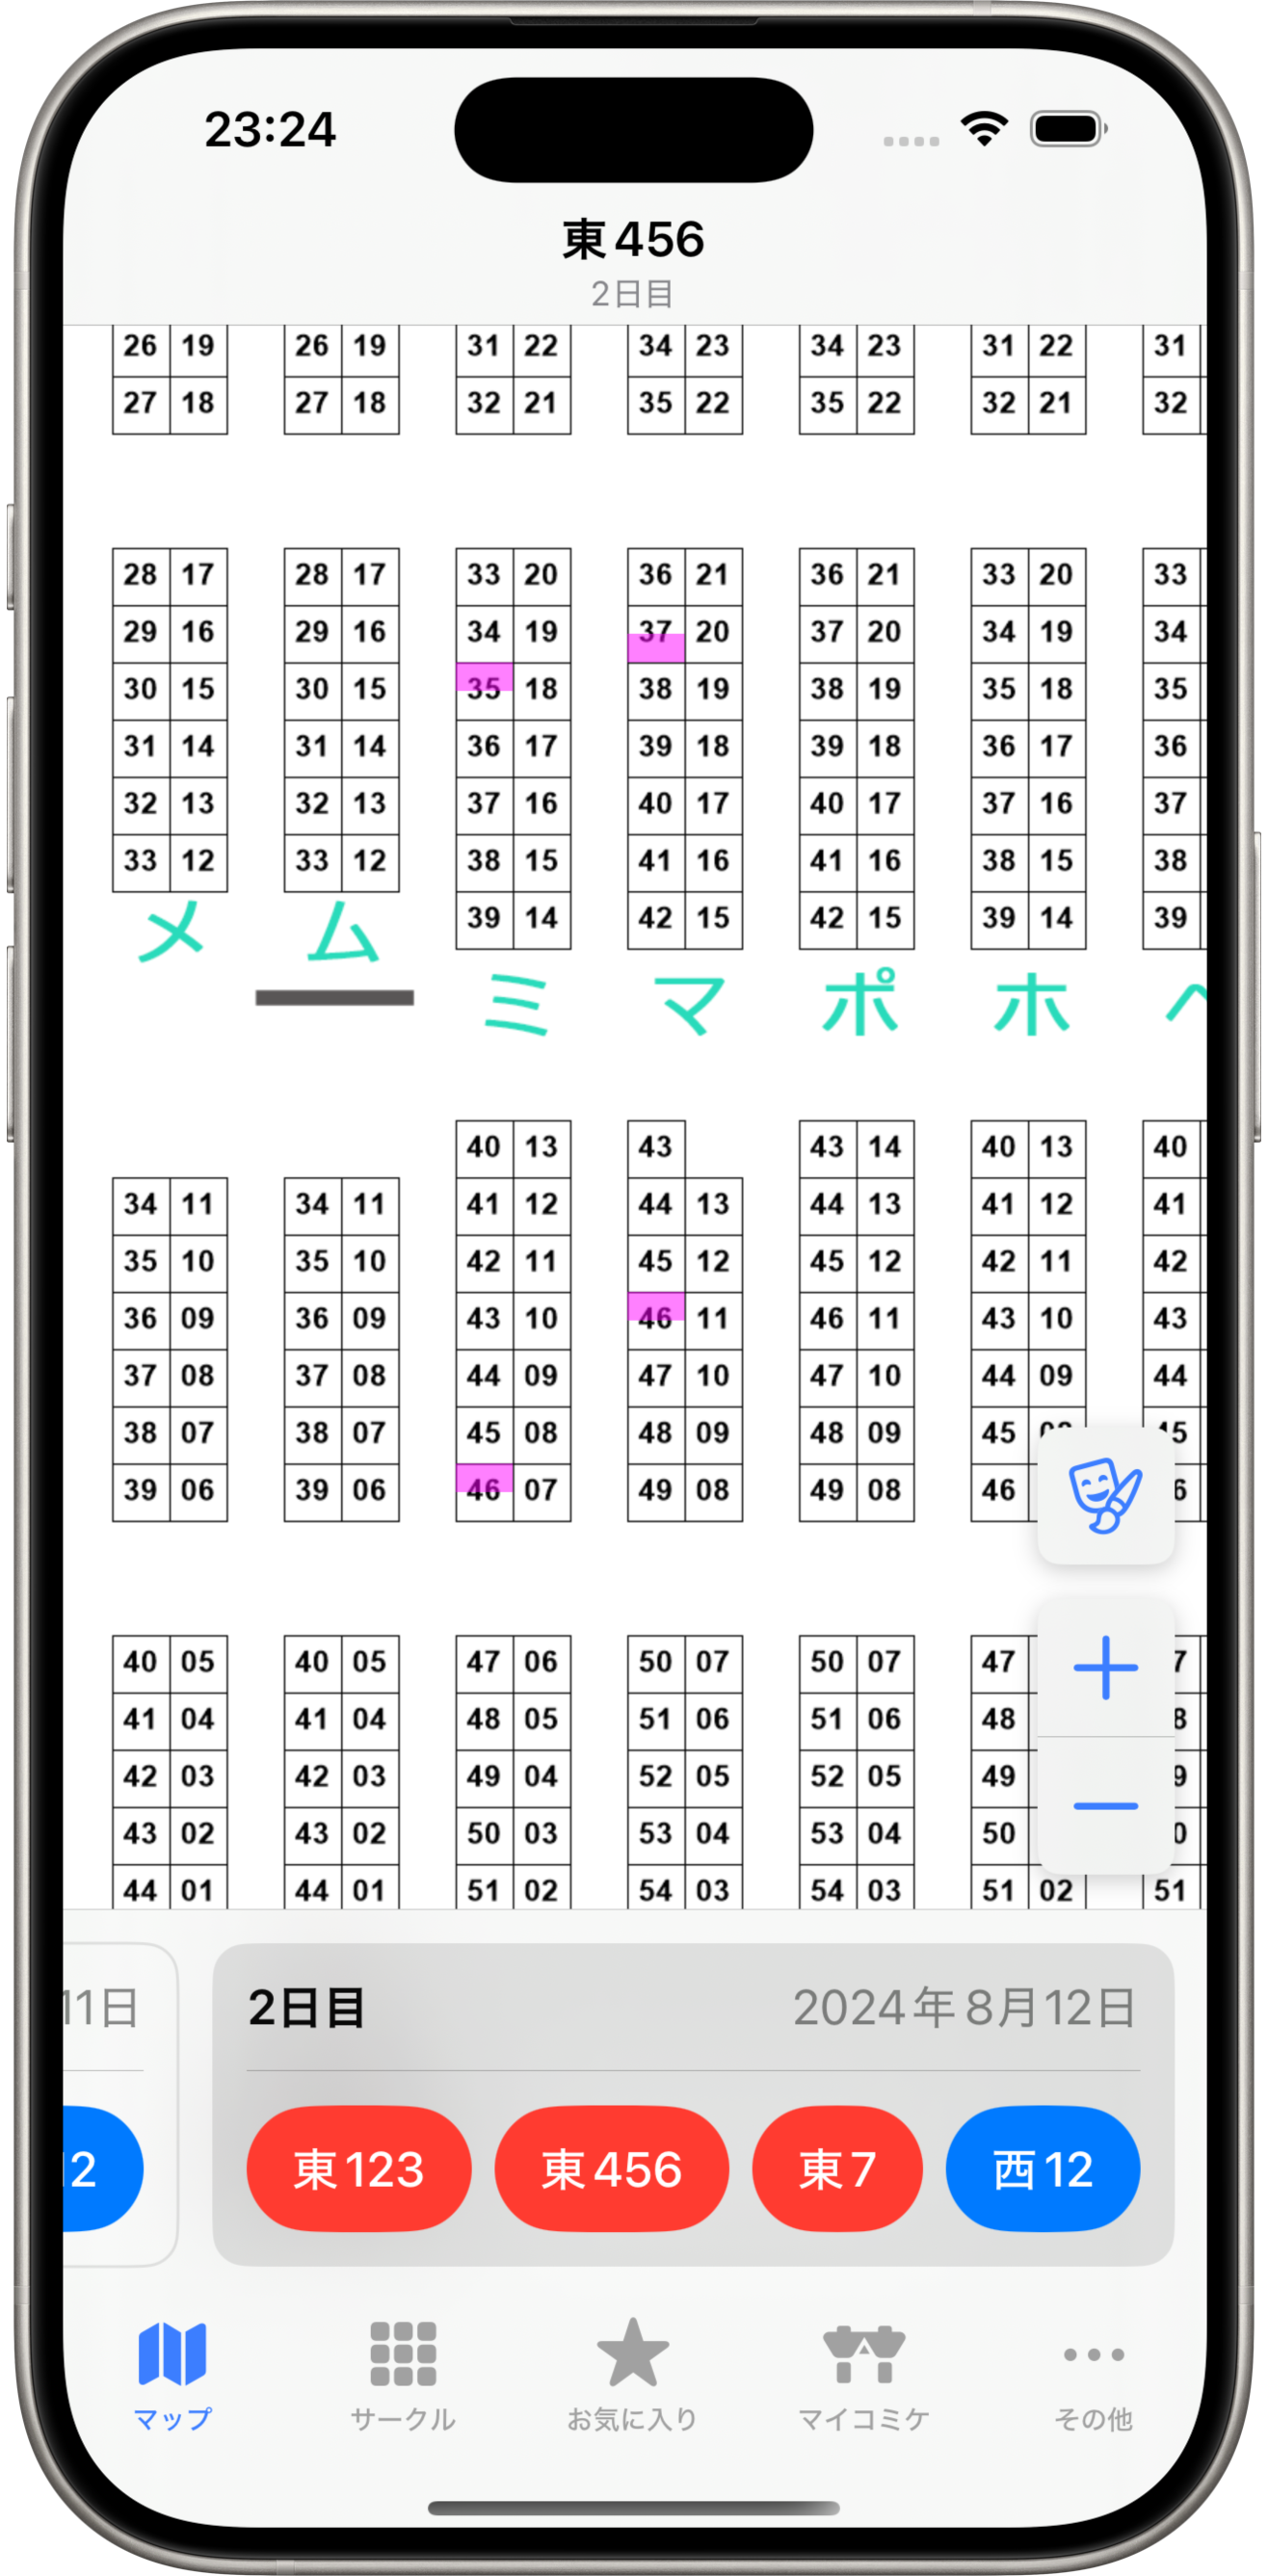 23:24
東456
2日目
26 19 26 19 31 22 34 23 34 23 31 22 31
27 18 27 18 32 21 35 22 35 22 32 21 32
28 17 28 17 33 20 36 21 36 21 33 20 33
29 16 29 16 34 19 37 20 37 20 34 19 34
30 15 30 15 35 18 38 19 38 19 35 18 35
31 14 31 14 36 17 39 18 39 18 36 17 36
32 13 32 13 37 16 40 17 40 17 37 16 37
33 12 33 12 38 15 41 16 41 16 38 15 38
39 14 42 15 42 15 39 14 39
メ ム
ミ マ ポ ホ ヘ
40 13 43 43 14 40 13 40
34 11 34 11 41 12 44 13 44 13 41 12 41
35 10 35 10 42 11 45 12 45 12 42 11 42
36 09 36 09 43 10 46 11 46 11 43 10 43
37 08 37 08 44 09 47 10 47 10 44 09 44
38 07 38 07 45 08 48 09 48 09 45 08 45
39 06 39 06 46 07 49 08 49 08 46 6
40 05 40 05 47 06 50 07 50 07 47 7
41 04 41 04 48 05 51 06 51 06 48 8
42 03 42 03 49 04 52 05 52 05 49 9
43 02 43 02 50 03 53 04 53 04 50 0
44 01 44 01 51 02 54 03 54 03 51 02 51
11日
2日目 2024年8月12日
12 東123 東456 東7 西12
マップ サークル お気に入り マイコミケ その他